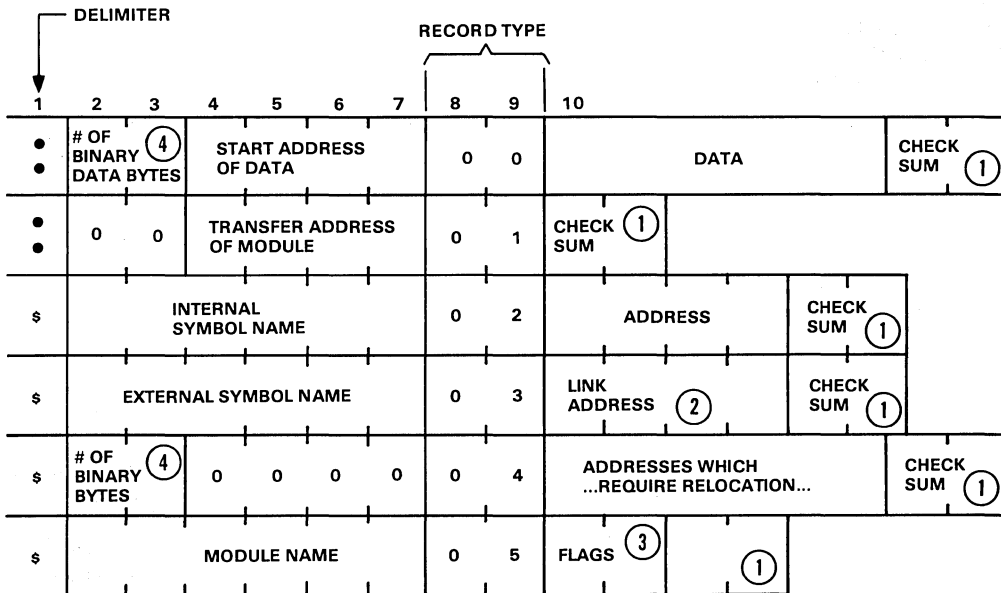 DELIMITER
RECORD TYPE
1 2 3 4 5 6 7 8 9 10
: # OF BINARY DATA BYTES 4 START ADDRESS OF DATA 0 0 DATA CHECK SUM 1
: 0 0 TRANSFER ADDRESS OF MODULE 0 1 CHECK SUM 1
$ INTERNAL SYMBOL NAME 0 2 ADDRESS CHECK SUM 1
$ EXTERNAL SYMBOL NAME 0 3 LINK ADDRESS 2 CHECK SUM 1
$ # OF BINARY BYTES 4 0 0 0 0 0 4 ADDRESSES WHICH ...REQUIRE RELOCATION... CHECK SUM 1
$ MODULE NAME 0 5 FLAGS 3 1